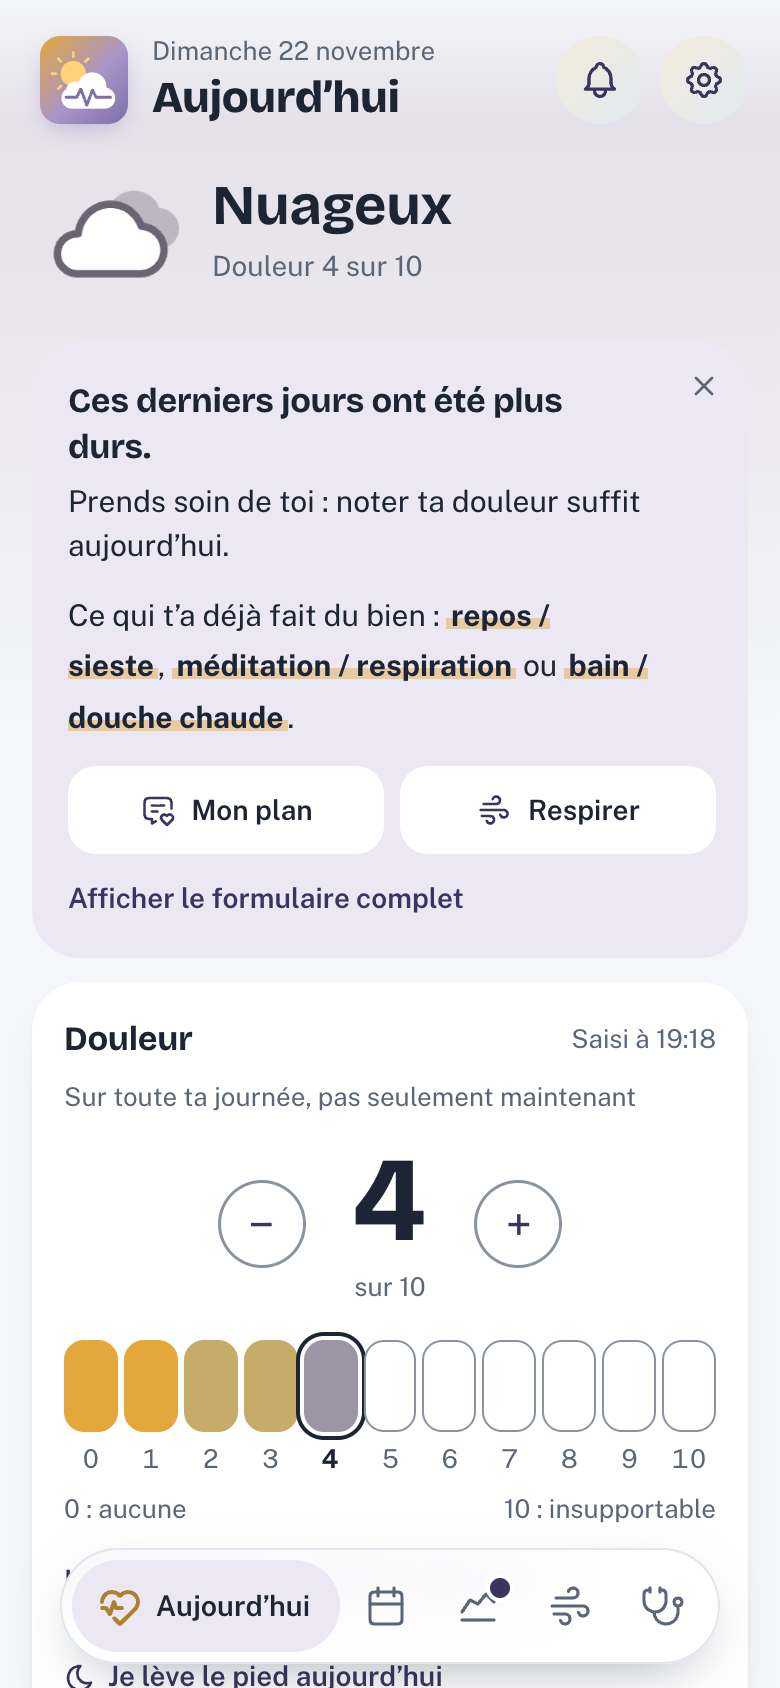 Dimanche 22 novembre
Aujourd’hui
Nuageux
Douleur 4 sur 10
Ces derniers jours ont été plus
durs.
Prends soin de toi : noter ta douleur suffit
aujourd’hui.
Ce qui t’a déjà fait du bien : repos /
sieste, méditation / respiration ou bain /
douche chaude.
Mon plan
Respirer
Afficher le formulaire complet
Douleur
Saisi à 19:18
Sur toute ta journée, pas seulement maintenant
4
sur 10
0 1 2 3 4 5 6 7 8 9 10
0 : aucune
10 : insupportable
Aujourd’hui
Je lève le pied aujourd’hui